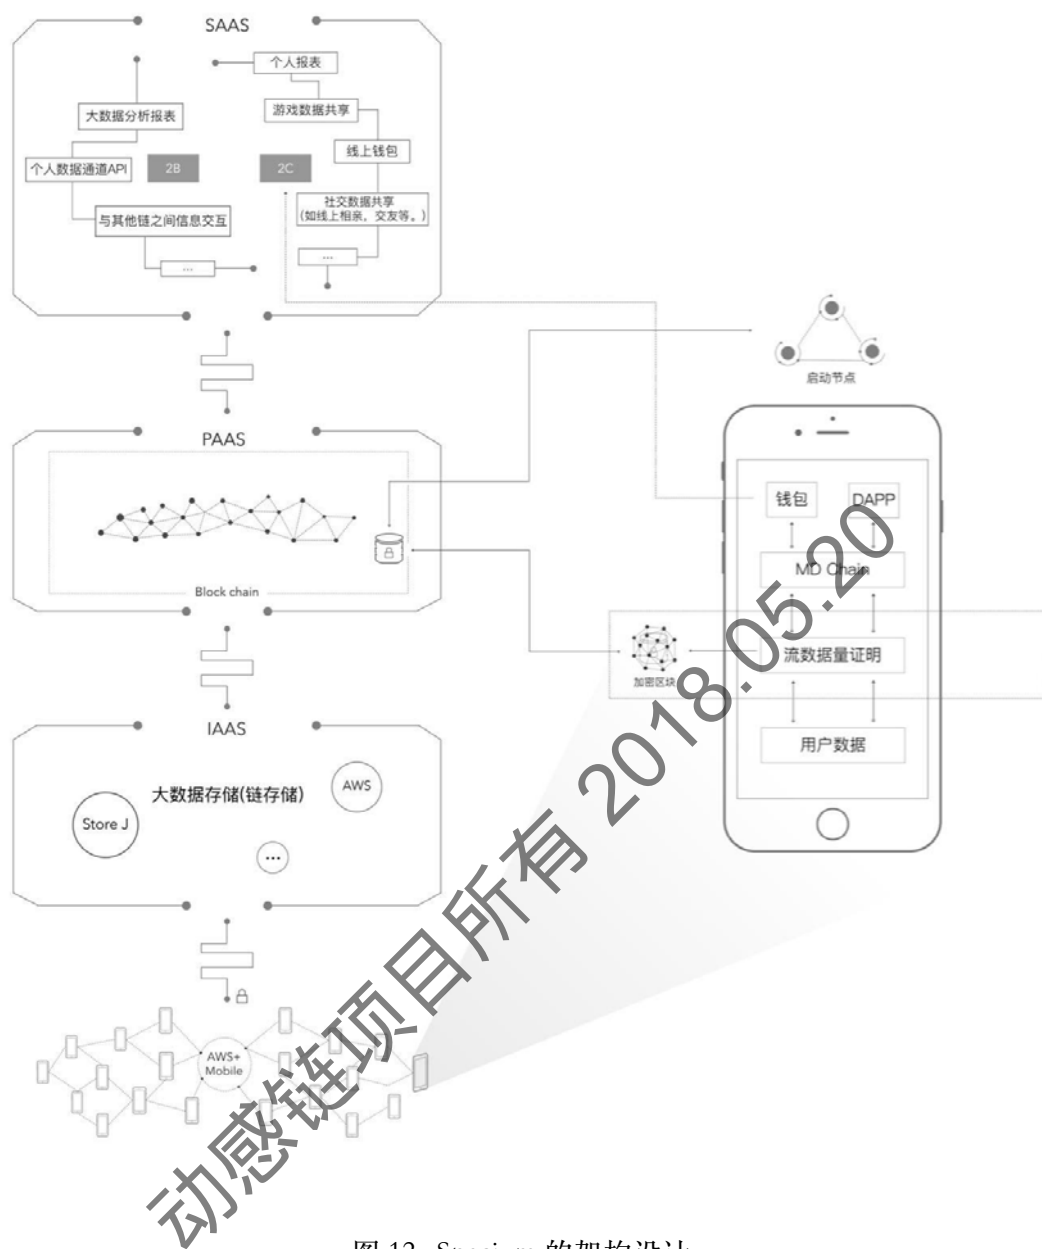 SAAS
个人报表
大数据分析报表
游戏数据共享
线上钱包
个人数据通道API
2B
2C
社交数据共享
(如线上相亲，交友等。)
与其他链之间信息交互
...
...
启动节点
PAAS
钱包
DAPP
MD Chain
Block chain
流数据量证明
加密区块
IAAS
用户数据
大数据存储(链存储)
AWS
Store J
...
AWS+
Mobile
动感链项目所有 2018.05.20
的架构设计